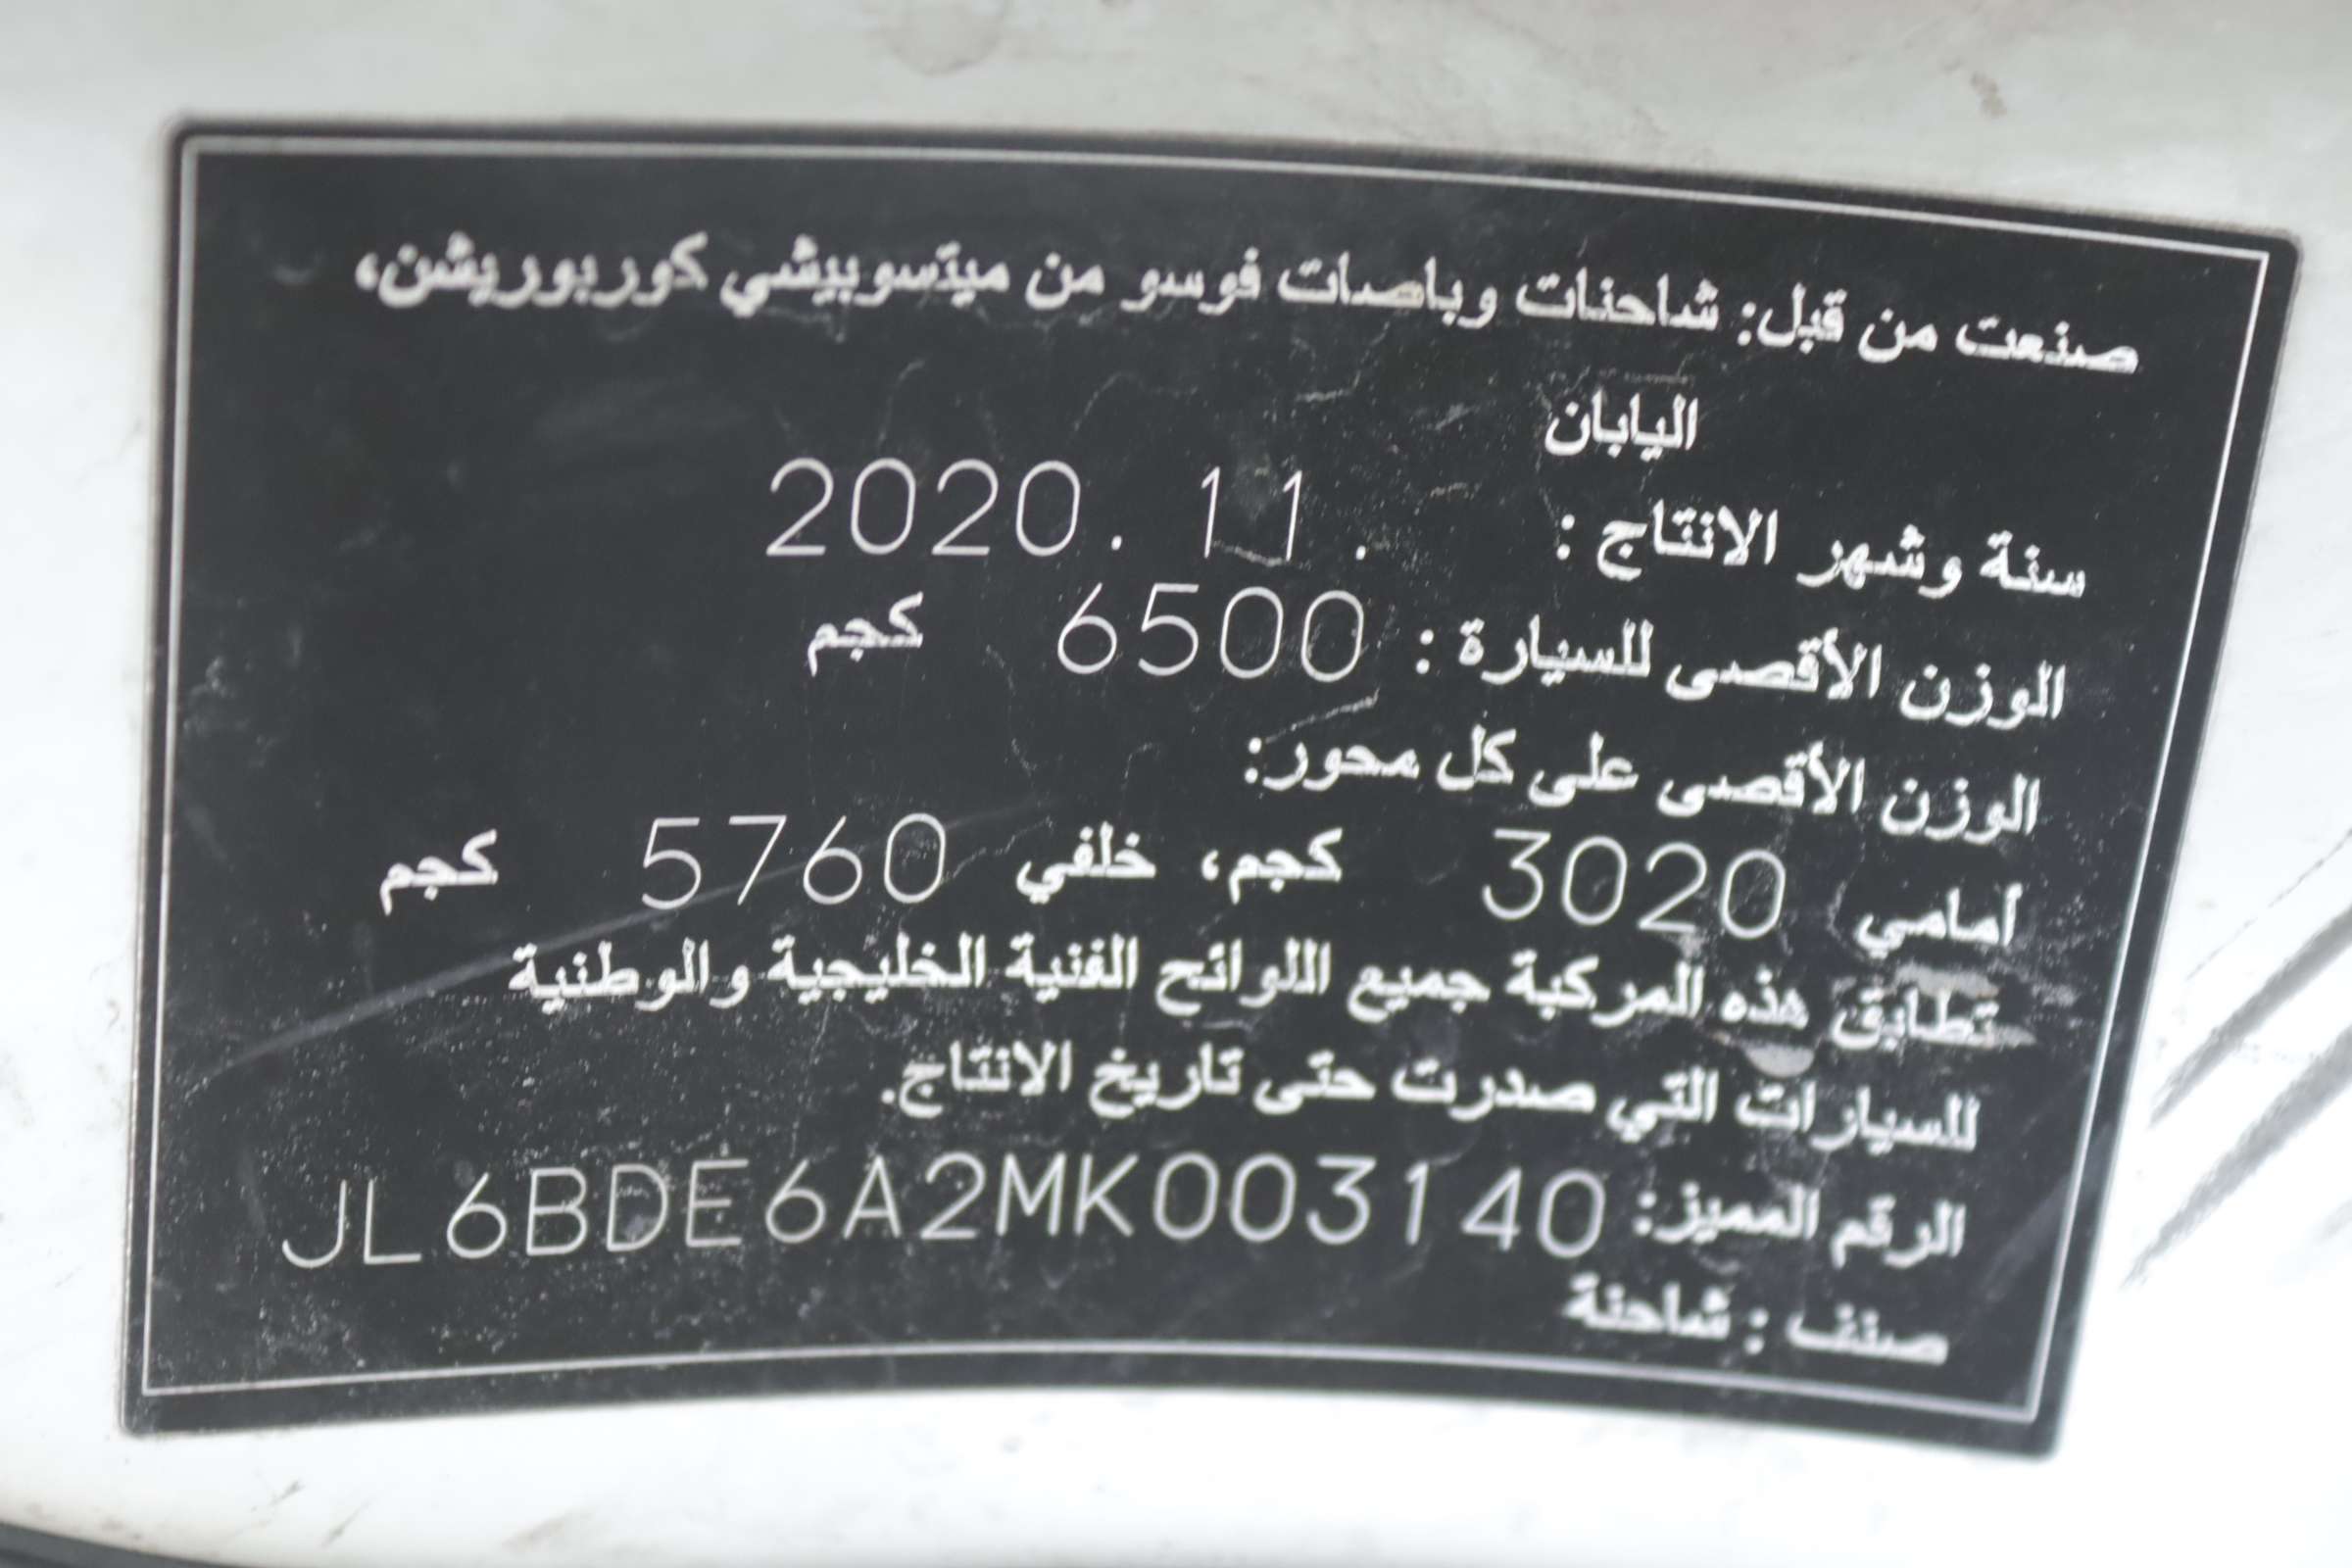 صنعت من قبل: شاحنات وباصات فوسو من ميتسوبيشي كوربوريشن،
اليابان
سنة وشهر الانتاج : 2020. 11.
الوزن الأقصى للسيارة : 6500 كجم
الوزن الأقصى على كل محور:
أمامي 3020 كجم، خلفي 5760 كجم
تطابق هذه المركبة جميع اللوائح الفنية الخليجية والوطنية
للسيارات التي صدرت حتى تاريخ الانتاج.
الرقم المميز: JL6BDE6A2MK003140
صنف : شاحنة